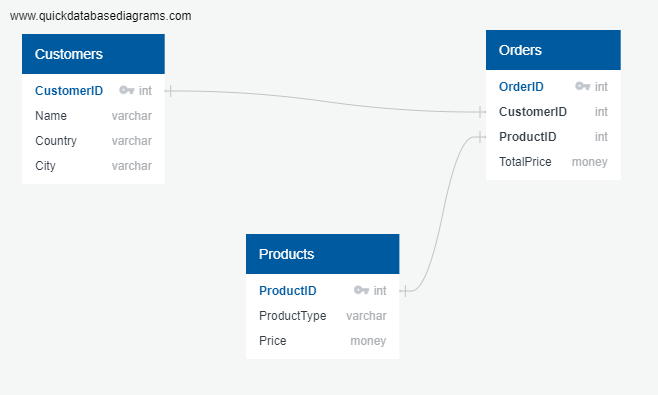 www.quickdatabasediagrams.com
Customers
CustomerID int
Name varchar
Country varchar
City varchar
Orders
OrderID int
CustomerID int
ProductID int
TotalPrice money
Products
ProductID int
ProductType varchar
Price money